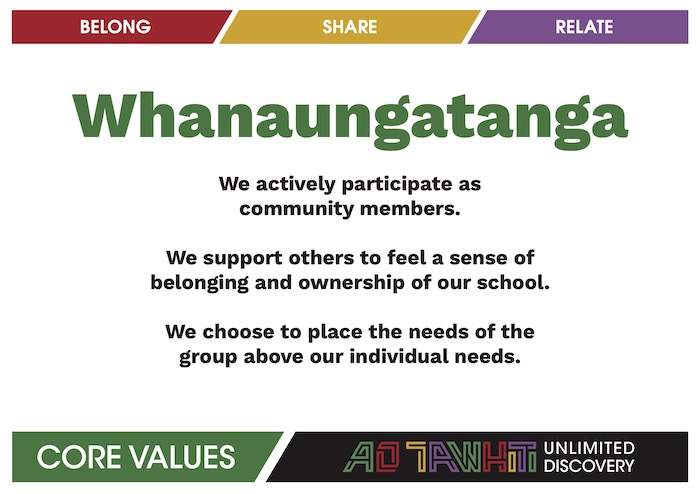 BELONG SHARE RELATE
Whanaungatanga
We actively participate as
community members.
We support others to feel a sense of
belonging and ownership of our school.
We choose to place the needs of the
group above our individual needs.
CORE VALUES
AO TAWHITI
UNLIMITED
DISCOVERY